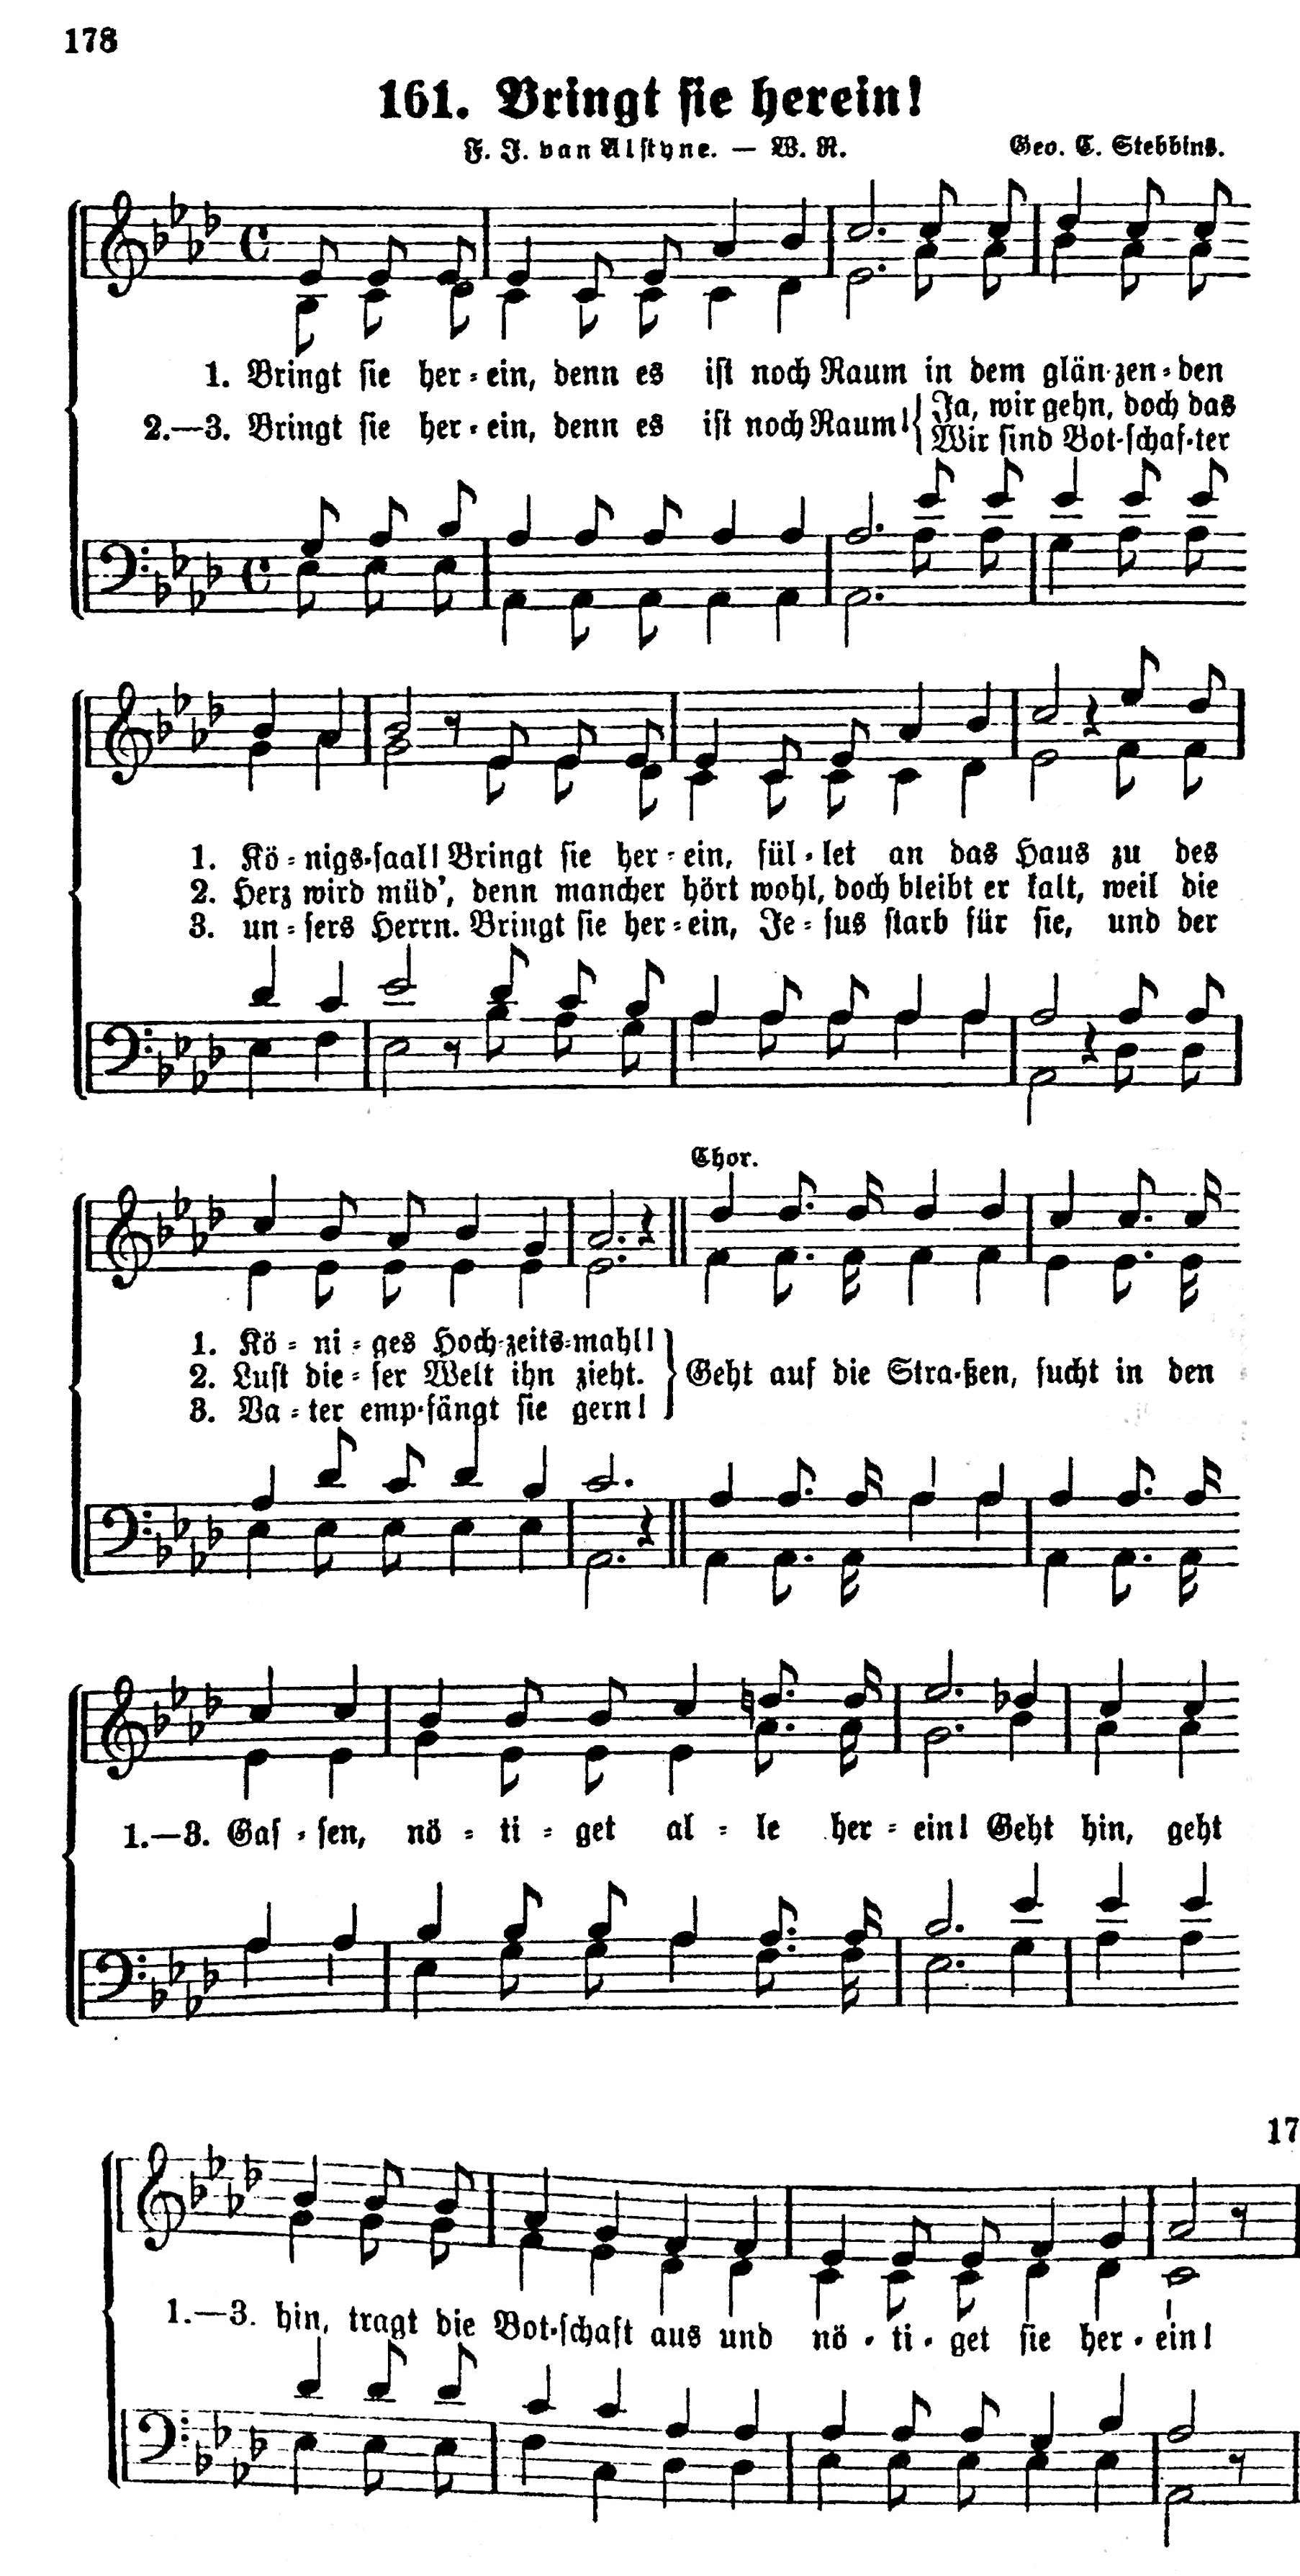 178
161. Bringt sie herein!
F. J. van Alstyne. — W. R.
Geo. C. Stebbins.
1. Bringt sie her-ein, denn es ist noch Raum in dem glän-zen-den
2.—3. Bringt sie her-ein, denn es ist noch Raum! { Ja, wir gehn, doch das
Wir sind Bot-schaf-ter
1. Kö-nigs-saal! Bringt sie her-ein, fül-let an das Haus zu des
2. Herz wird müd’, denn mancher hört wohl, doch bleibt er kalt, weil die
3. un-sers Herrn. Bringt sie her-ein, Je-sus starb für sie, und der
Chor.
1. Kö-ni-ges Hoch-zeits-mahl!
2. Lust die-ser Welt ihn zieht. } Geht auf die Stra-ßen, sucht in den
3. Va-ter emp-fängt sie gern!
1.—3. Gas-sen, nö-ti-get al-le her-ein! Geht hin, geht
17
1.—3. hin, tragt die Bot-schaft aus und nö-ti-get sie her-ein!